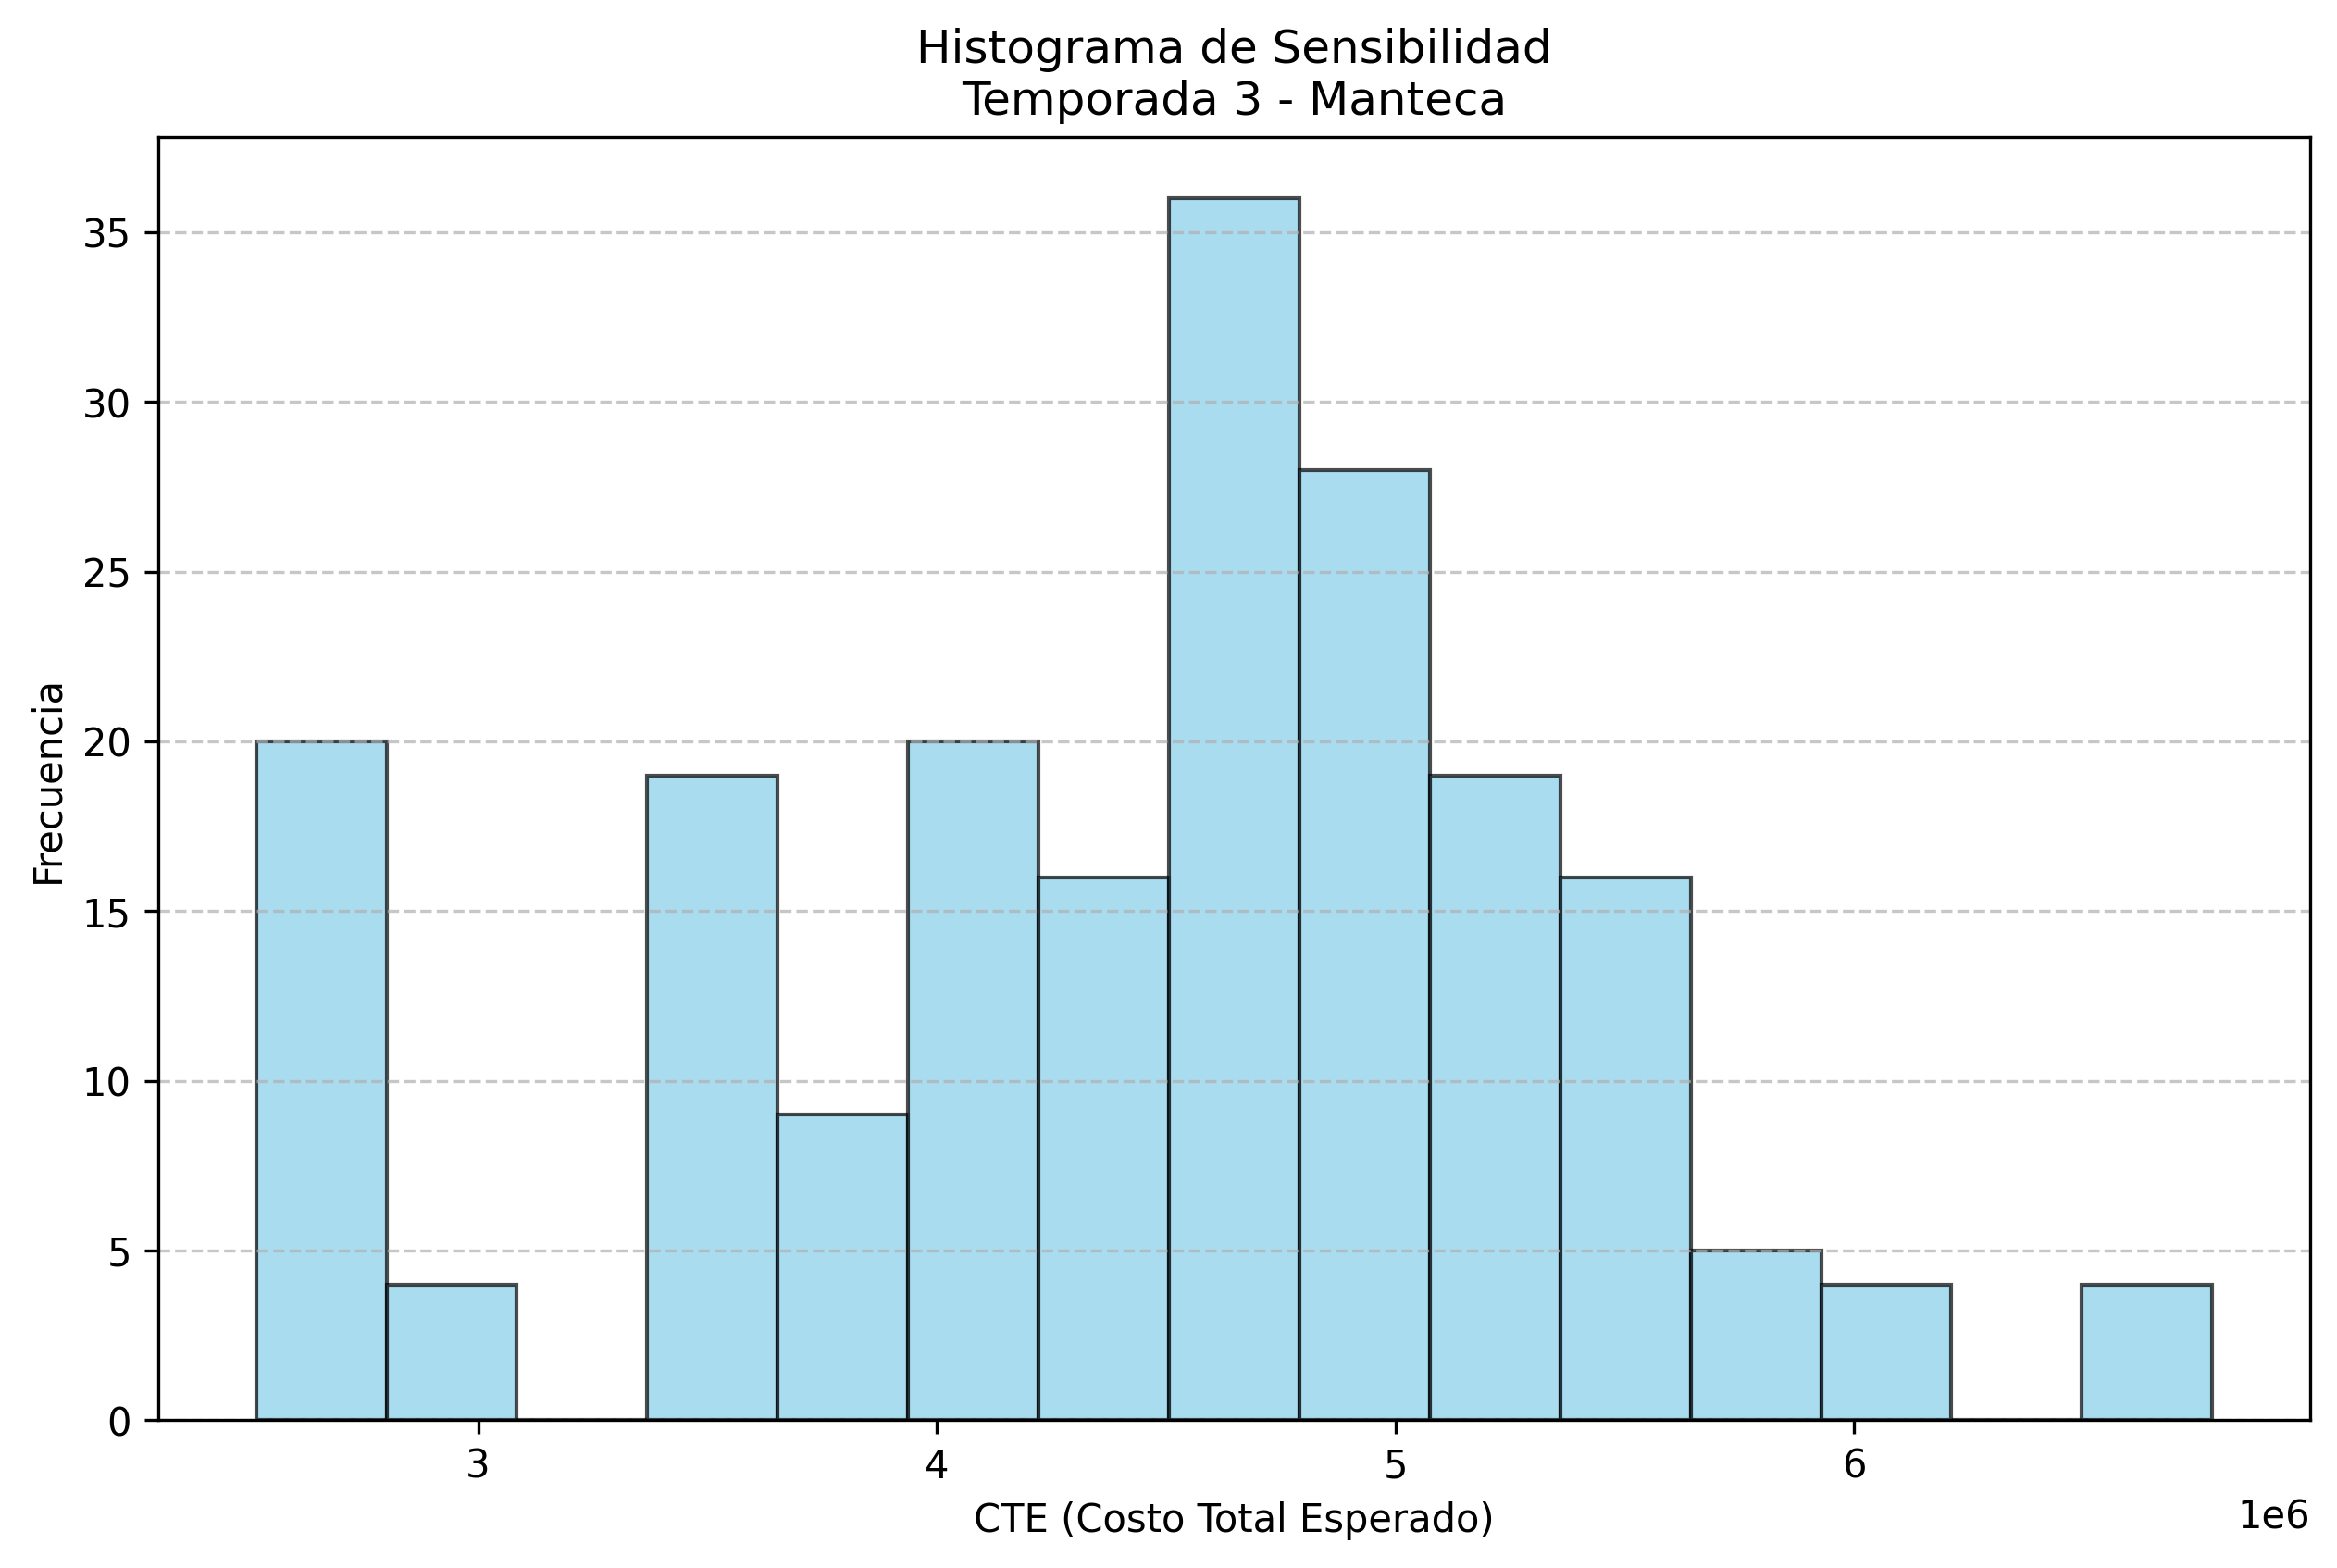 Histograma de Sensibilidad
Temporada 3 - Manteca
35
30
25
20
15
10
5
0
Frecuencia
3 4 5 6
CTE (Costo Total Esperado)
1e6